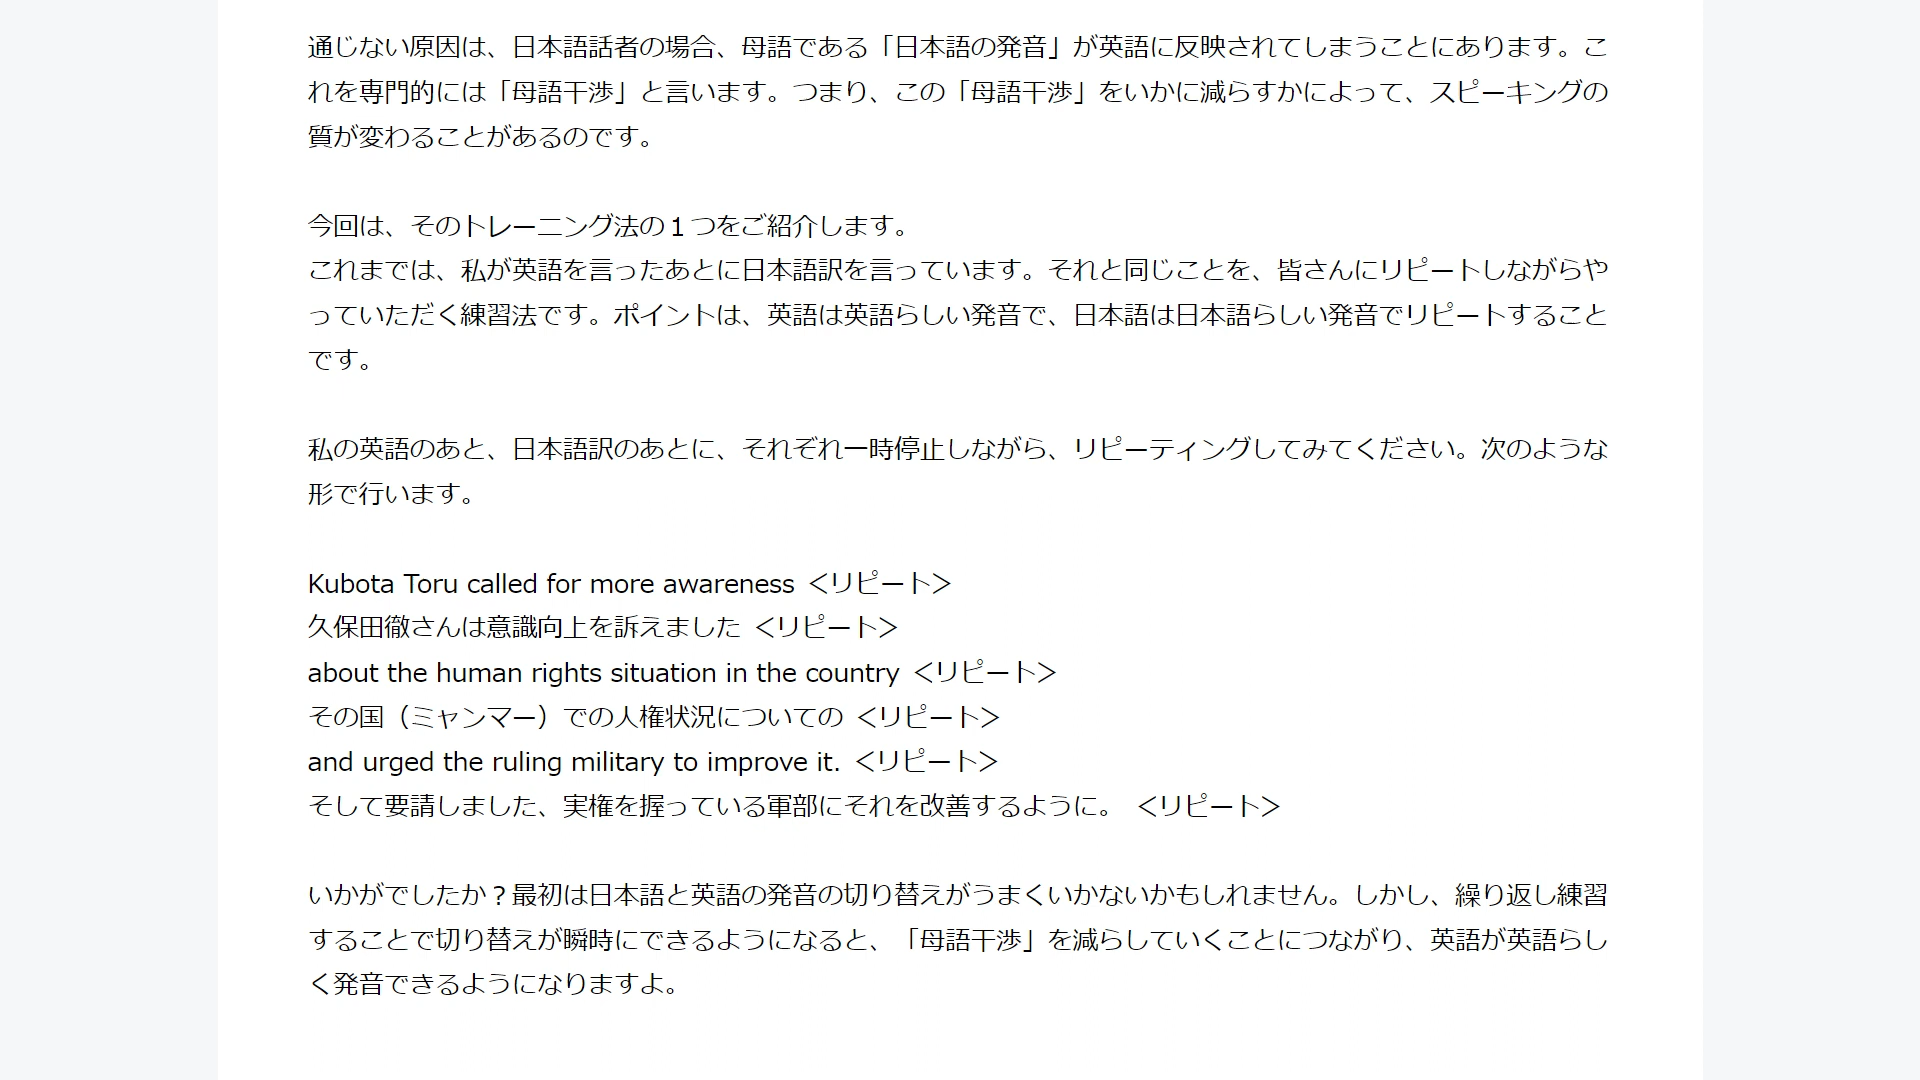 通じない原因は、日本語話者の場合、母語である「日本語の発音」が英語に反映されてしまうことにあります。こ
れを専門的には「母語干渉」と言います。つまり、この「母語干渉」をいかに減らすかによって、スピーキングの
質が変わることがあるのです。
今回は、そのトレーニング法の１つをご紹介します。
これまでは、私が英語を言ったあとに日本語訳を言っています。それと同じことを、皆さんにリピートしながらや
っていただく練習法です。ポイントは、英語は英語らしい発音で、日本語は日本語らしい発音でリピートすること
です。
私の英語のあと、日本語訳のあとに、それぞれ一時停止しながら、リピーティングしてみてください。次のような
形で行います。
Kubota Toru called for more awareness ＜リピート＞
久保田徹さんは意識向上を訴えました ＜リピート＞
about the human rights situation in the country ＜リピート＞
その国（ミャンマー）での人権状況についての ＜リピート＞
and urged the ruling military to improve it. ＜リピート＞
そして要請しました、実権を握っている軍部にそれを改善するように。 ＜リピート＞
いかがでしたか？最初は日本語と英語の発音の切り替えがうまくいかないかもしれません。しかし、繰り返し練習
することで切り替えが瞬時にできるようになると、「母語干渉」を減らしていくことにつながり、英語が英語らし
く発音できるようになりますよ。